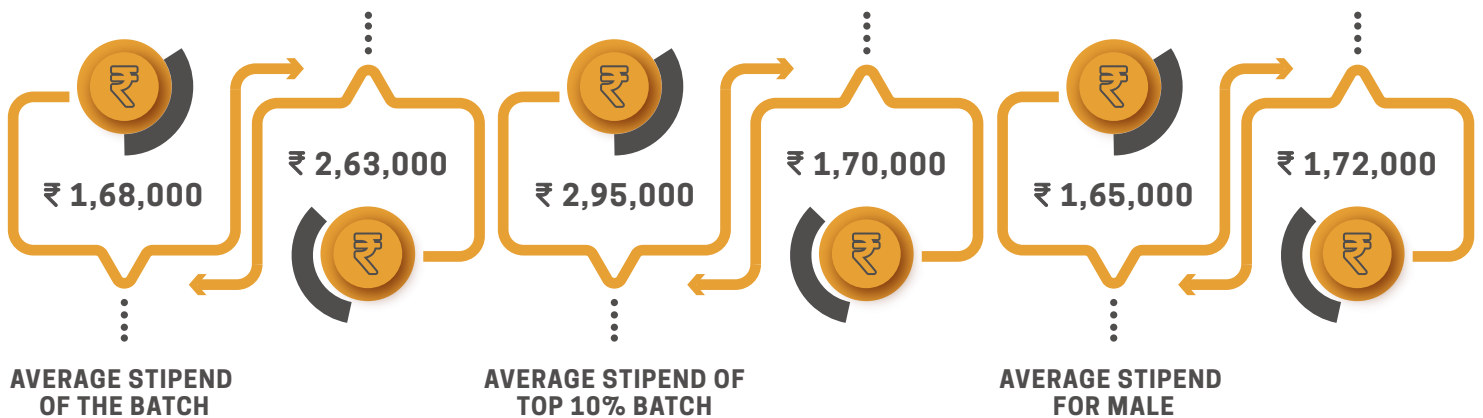 ₹ 1,68,000
AVERAGE STIPEND
OF THE BATCH
₹ 2,63,000
₹ 2,95,000
AVERAGE STIPEND OF
TOP 10% BATCH
₹ 1,70,000
₹ 1,65,000
AVERAGE STIPEND
FOR MALE
₹ 1,72,000